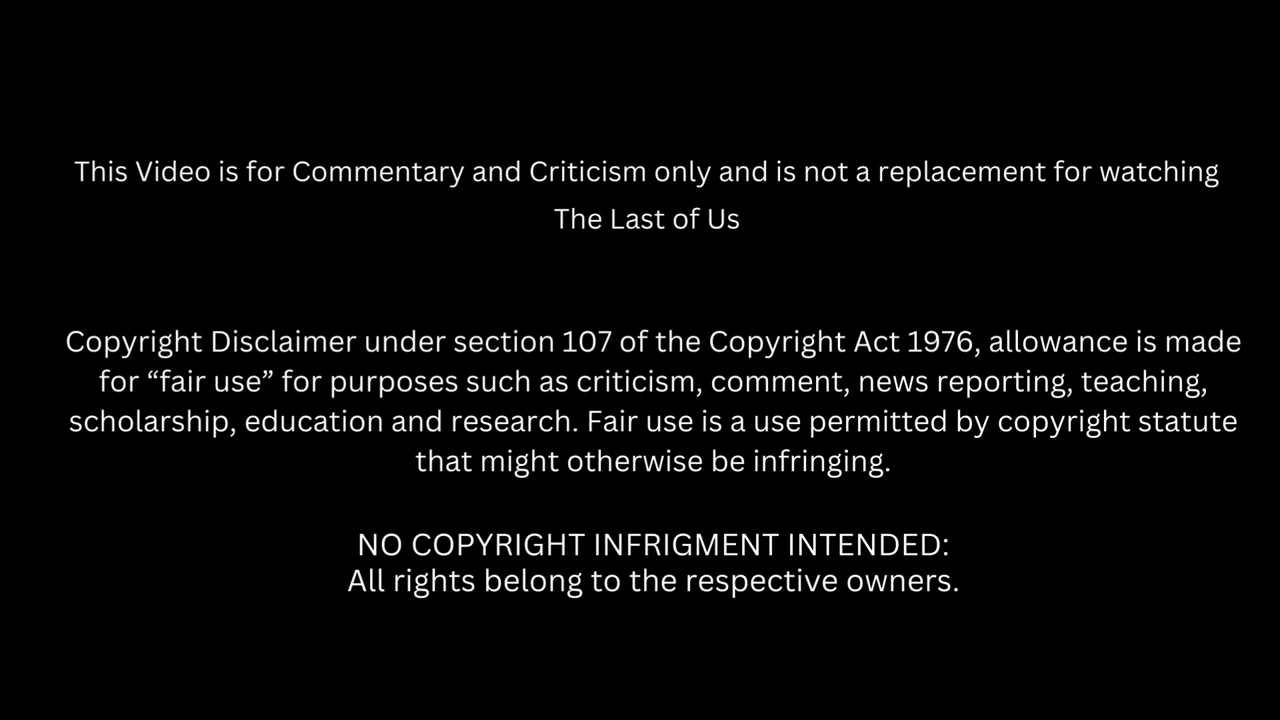 This Video is for Commentary and Criticism only and is not a replacement for watching
The Last of Us
Copyright Disclaimer under section 107 of the Copyright Act 1976, allowance is made
for “fair use” for purposes such as criticism, comment, news reporting, teaching,
scholarship, education and research. Fair use is a use permitted by copyright statute
that might otherwise be infringing.
NO COPYRIGHT INFRIGMENT INTENDED:
All rights belong to the respective owners.